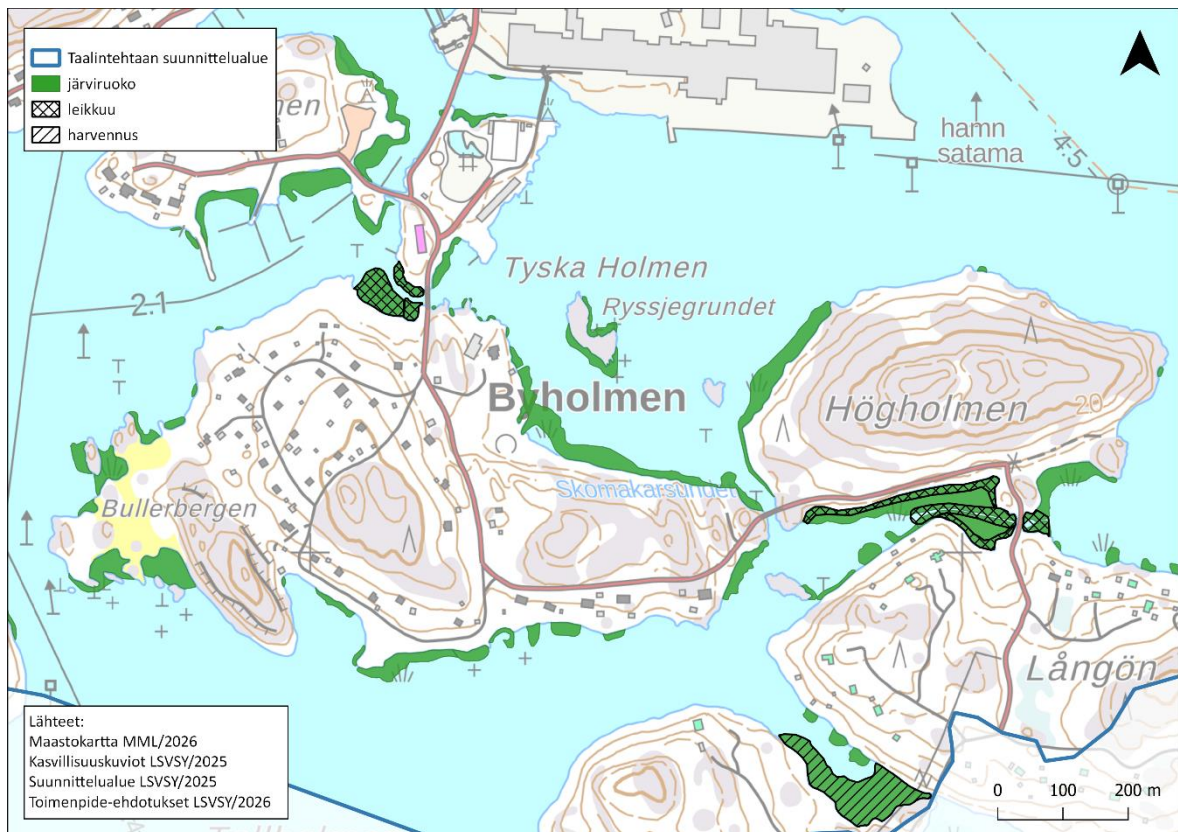 Taalintehtaan suunnittelualue
järviruoko
leikkuu
harvennus
men
hamn
satama
4.5
2.1
Tyska Holmen
Ryssjegrundet
Byholmen
Högholmen
20
Skomakarsundet
Bullerbergen
Långön
Lähteet:
Maastokartta MML/2026
Kasvillisuuskuviot LSVSY/2025
Suunnittelualue LSVSY/2025
Toimenpide-ehdotukset LSVSY/2026
0 100 200 m